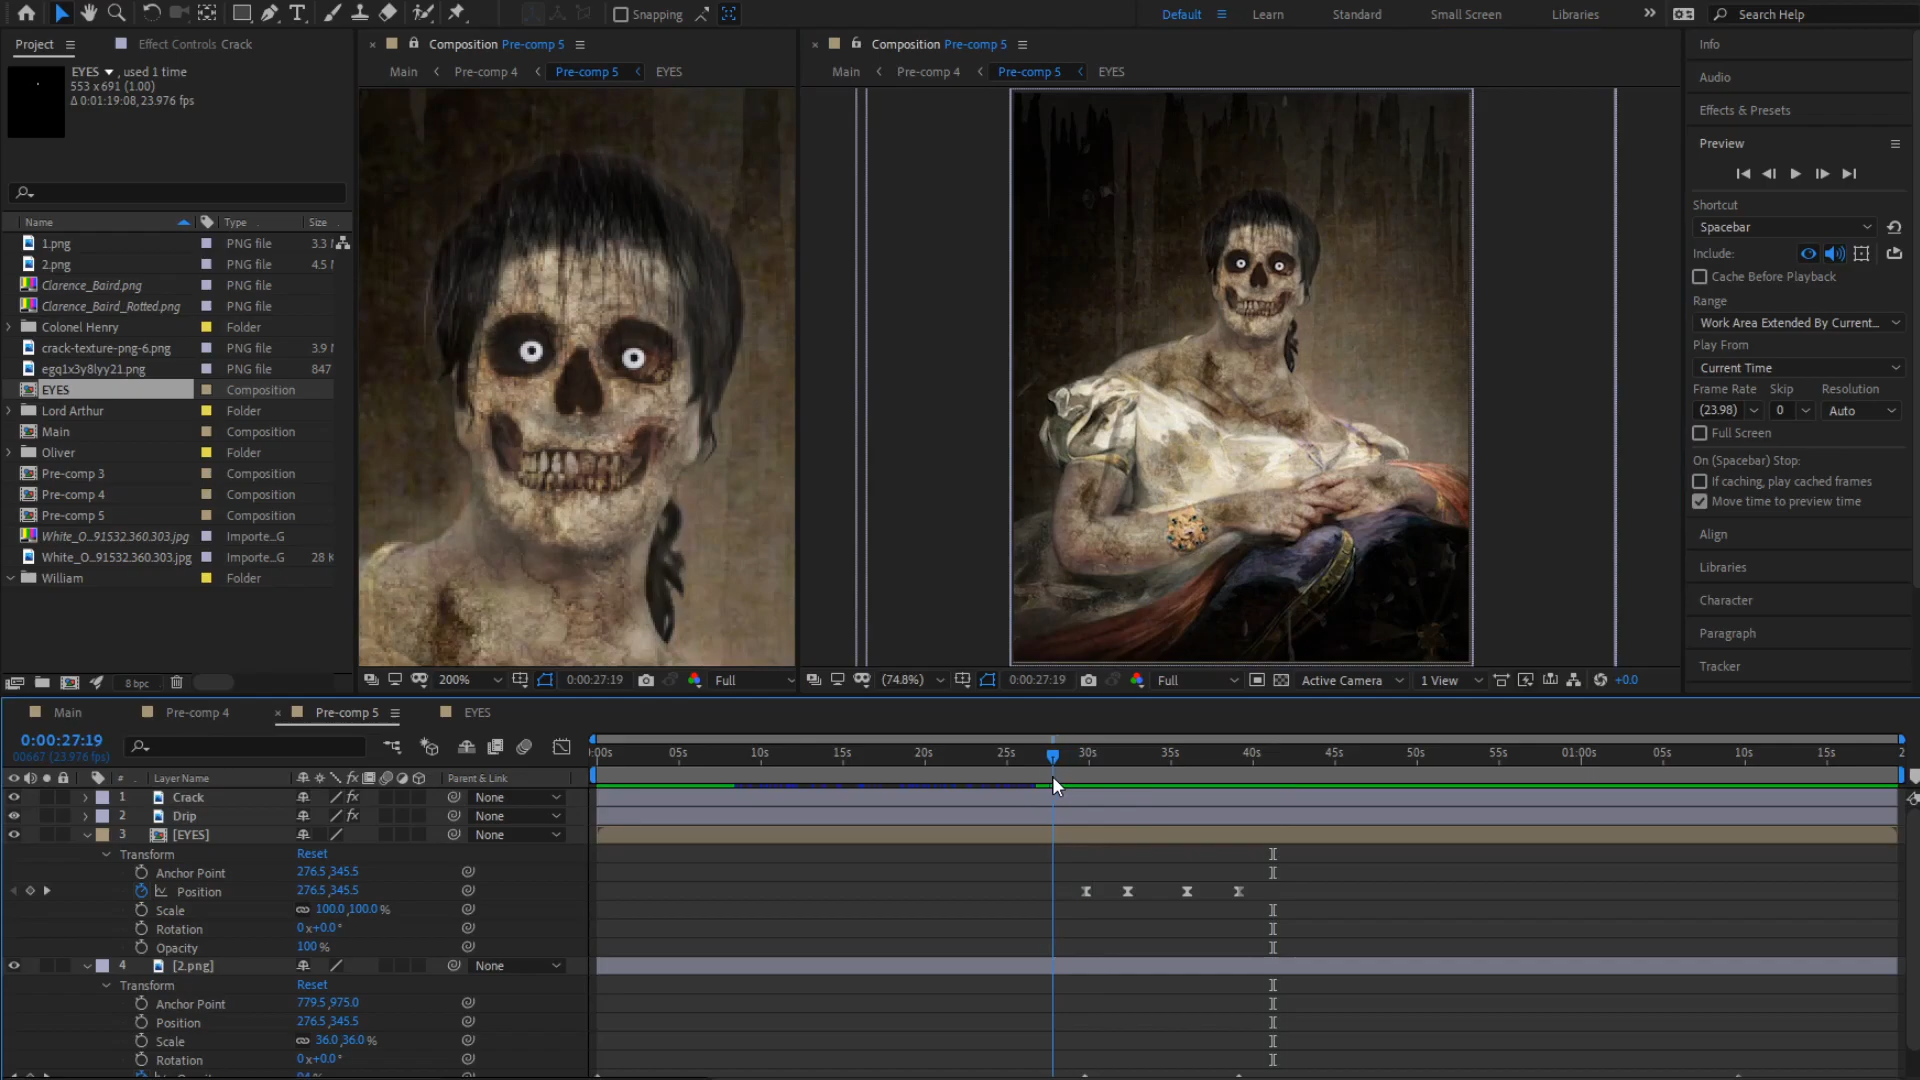 Snapping
Default
Learn
Standard
Small Screen
Libraries
Search Help
Project
Effect Controls Crack
EYES , used 1 time
553 x 691 (1.00)
Δ 0:01:19:08, 23.976 fps
Name
Type
Size
1.png
PNG file
3.3
2.png
PNG file
4.5
Clarence_Baird.png
PNG file
Clarence_Baird_Rotted.png
PNG file
Colonel Henry
Folder
crack-texture-png-6.png
PNG file
3.9
egq1x3y8lyy21.png
PNG file
847
EYES
Composition
Lord Arthur
Folder
Main
Composition
Oliver
Folder
Pre-comp 3
Composition
Pre-comp 4
Composition
Pre-comp 5
Composition
White_O...91532.360.303.jpg
Importe...G
White_O...91532.360.303.jpg
Importe...G
28 K
William
Folder
8 bpc
Composition Pre-comp 5
Main
Pre-comp 4
Pre-comp 5
EYES
200%
0:00:27:19
Full
Composition Pre-comp 5
Main
Pre-comp 4
Pre-comp 5
EYES
(74.8%)
0:00:27:19
Full
Active Camera
1 View
+0.0
Info
Audio
Effects & Presets
Preview
Shortcut
Spacebar
Include:
Cache Before Playback
Range
Work Area Extended By Current...
Play From
Current Time
Frame Rate Skip Resolution
(23.98) 0 Auto
Full Screen
On (Spacebar) Stop:
If caching, play cached frames
Move time to preview time
Align
Libraries
Character
Paragraph
Tracker
Main
Pre-comp 4
Pre-comp 5
EYES
0:00:27:19
00667 (23.976 fps)
:00s 05s 10s 15s 20s 25s 30s 35s 40s 45s 50s 55s 01:00s 05s 10s 15s 2
# Layer Name
Parent & Link
1 Crack None
2 Drip None
3 [EYES] None
Transform Reset
Anchor Point 276.5,345.5
Position 276.5,345.5
Scale 100.0,100.0 %
Rotation 0x+0.0°
Opacity 100 %
4 [2.png] None
Transform Reset
Anchor Point 779.5,975.0
Position 276.5,345.5
Scale 36.0,36.0 %
Rotation 0x+0.0°